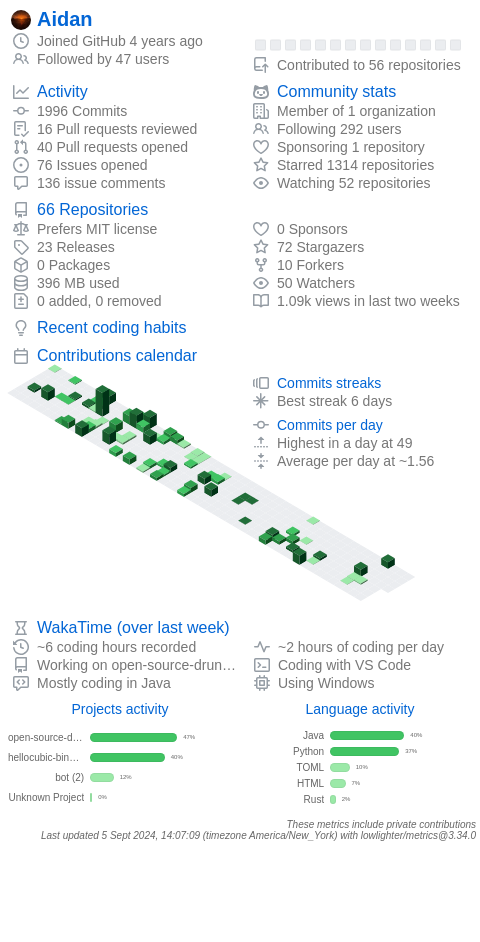 Aidan
Joined GitHub 4 years ago
Followed by 47 users
Contributed to 56 repositories
Activity
1996 Commits
16 Pull requests reviewed
40 Pull requests opened
76 Issues opened
136 issue comments
Community stats
Member of 1 organization
Following 292 users
Sponsoring 1 repository
Starred 1314 repositories
Watching 52 repositories
66 Repositories
Prefers MIT license
23 Releases
0 Packages
396 MB used
0 added, 0 removed
0 Sponsors
72 Stargazers
10 Forkers
50 Watchers
1.09k views in last two weeks
Recent coding habits
Contributions calendar
Commits streaks
Best streak 6 days
Commits per day
Highest in a day at 49
Average per day at ~1.56
WakaTime (over last week)
~6 coding hours recorded
Working on open-source-drun…
Mostly coding in Java
~2 hours of coding per day
Coding with VS Code
Using Windows
Projects activity
open-source-d… 47%
hellocubic-bin… 40%
bot (2) 12%
Unknown Project 0%
Language activity
Java 40%
Python 37%
TOML 10%
HTML 7%
Rust 2%
These metrics include private contributions
Last updated 5 Sept 2024, 14:07:09 (timezone America/New_York) with lowlighter/metrics@3.34.0